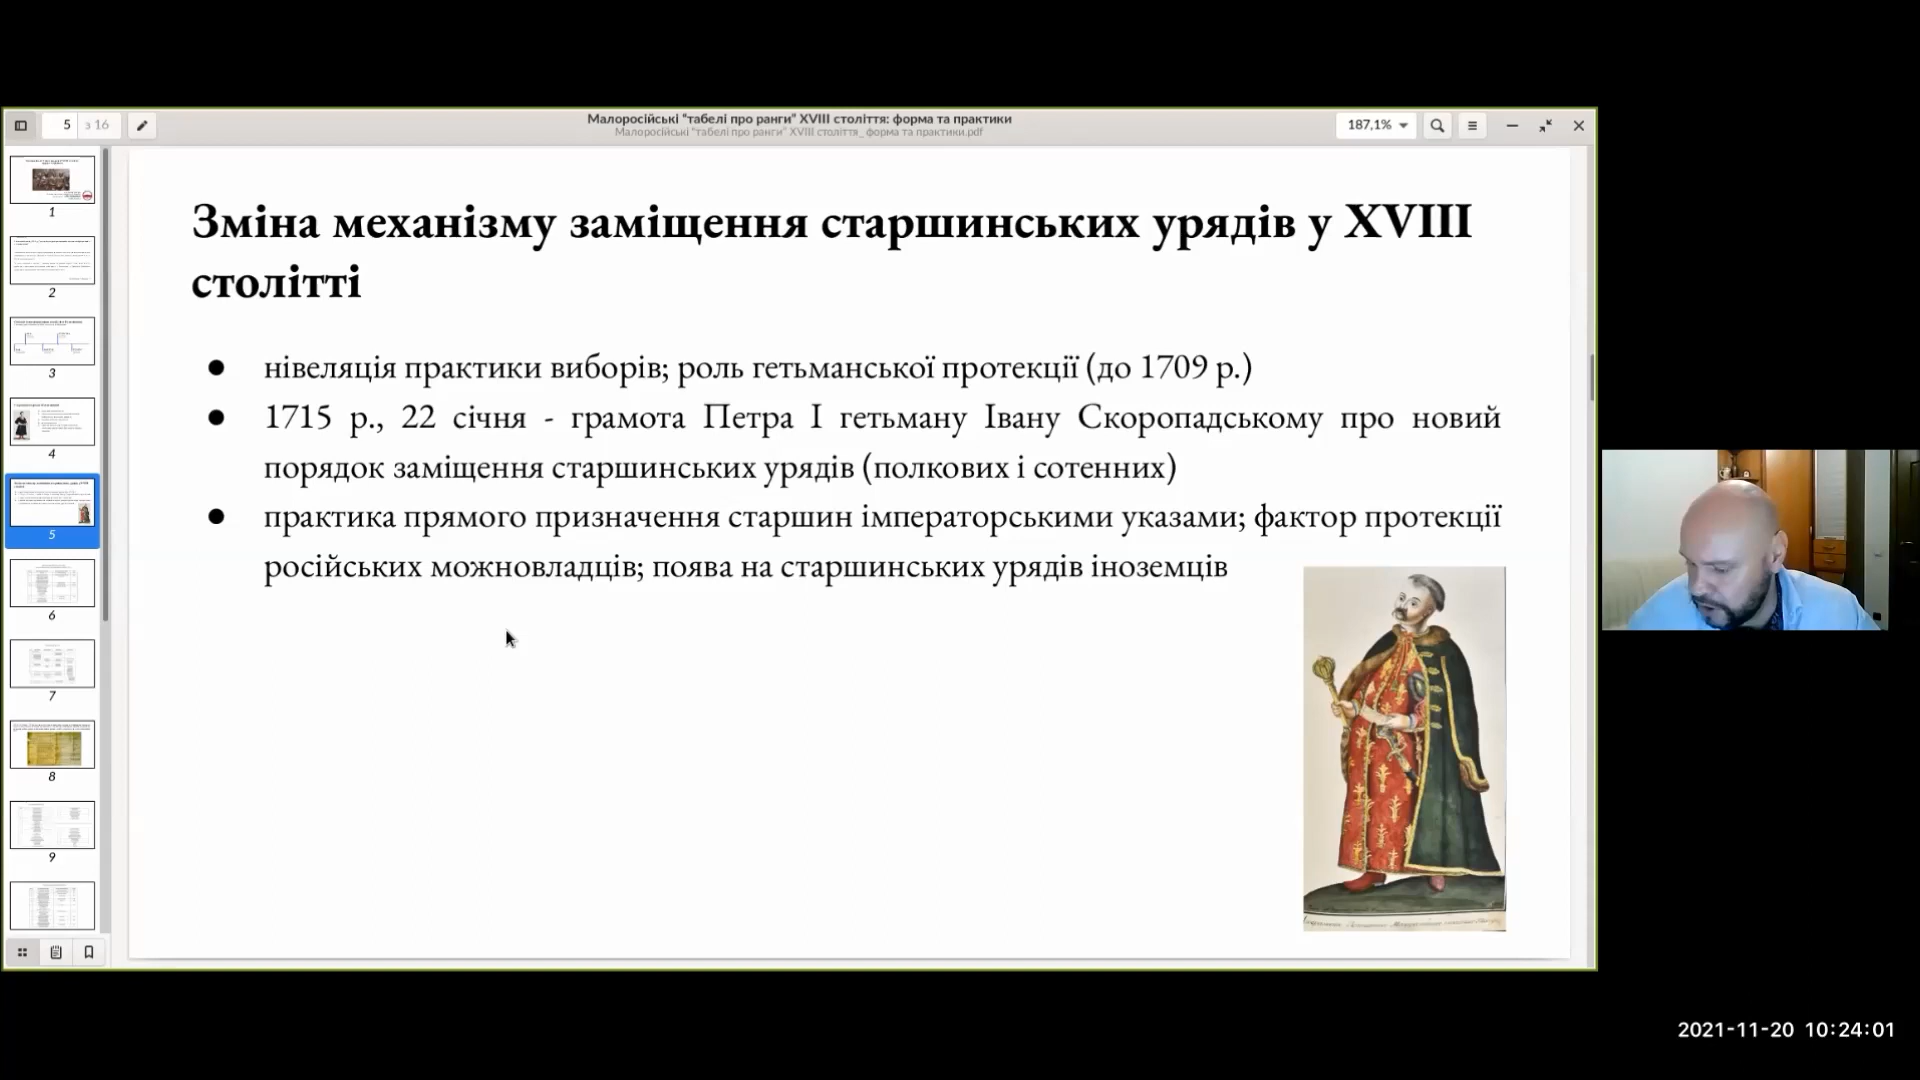 5 з 16
Малоросійські “табелі про ранги” XVIII століття: форма та практики
Малоросійські “табелі про ранги” XVIII століття_ форма та практики.pdf
187,1%
1
2
3
4
5
6
7
8
9
Зміна механізму заміщення старшинських урядів у XVIII
столітті
● нівеляція практики виборів; роль гетьманської протекції (до 1709 р.)
● 1715 р., 22 січня - грамота Петра І гетьману Івану Скоропадському про новий
порядок заміщення старшинських урядів (полкових і сотенних)
● практика прямого призначення старшин імператорськими указами; фактор протекції
російських можновладців; поява на старшинських урядів іноземців
2021-11-20 10:24:01